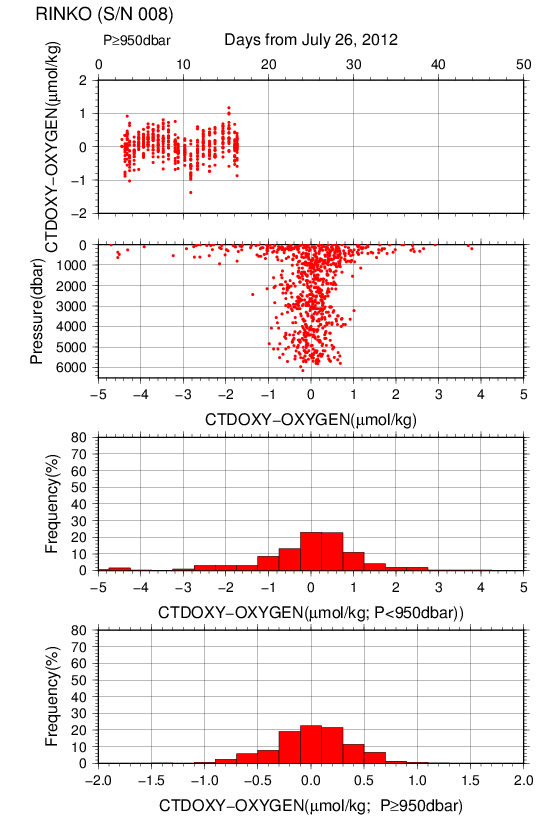 RINKO (S/N 008)
P≥950dbar
Days from July 26, 2012
0 10 20 30 40 50
CTDOXY−OXYGEN(μmol/kg)
2
1
0
−1
−2
Pressure(dbar)
0
1000
2000
3000
4000
5000
6000
−5 −4 −3 −2 −1 0 1 2 3 4 5
CTDOXY−OXYGEN(μmol/kg)
Frequency(%)
80
70
60
50
40
30
20
10
0
−5 −4 −3 −2 −1 0 1 2 3 4 5
CTDOXY−OXYGEN(μmol/kg; P<950dbar))
Frequency(%)
80
70
60
50
40
30
20
10
0
−2.0 −1.5 −1.0 −0.5 0.0 0.5 1.0 1.5 2.0
CTDOXY−OXYGEN(μmol/kg; P≥950dbar)